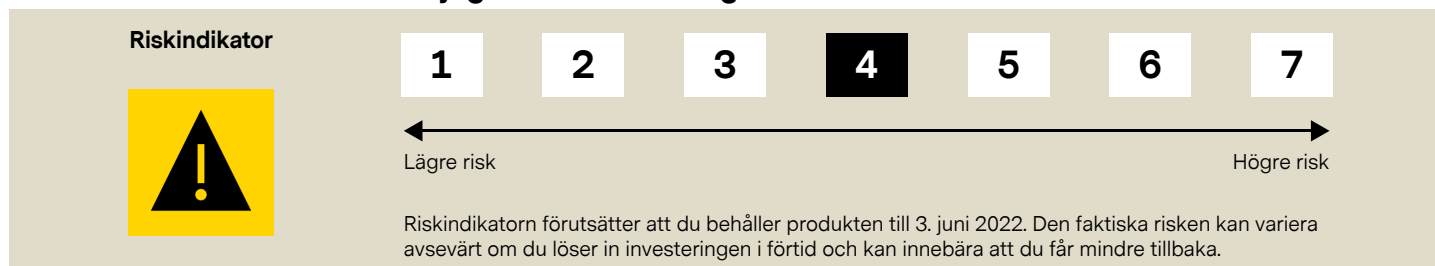 Riskindikator
1 2 3 4 5 6 7
Lägre risk Högre risk
Riskindikatorn förutsätter att du behåller produkten till 3. juni 2022. Den faktiska risken kan variera
avsevärt om du löser in investeringen i förtid och kan innebära att du får mindre tillbaka.